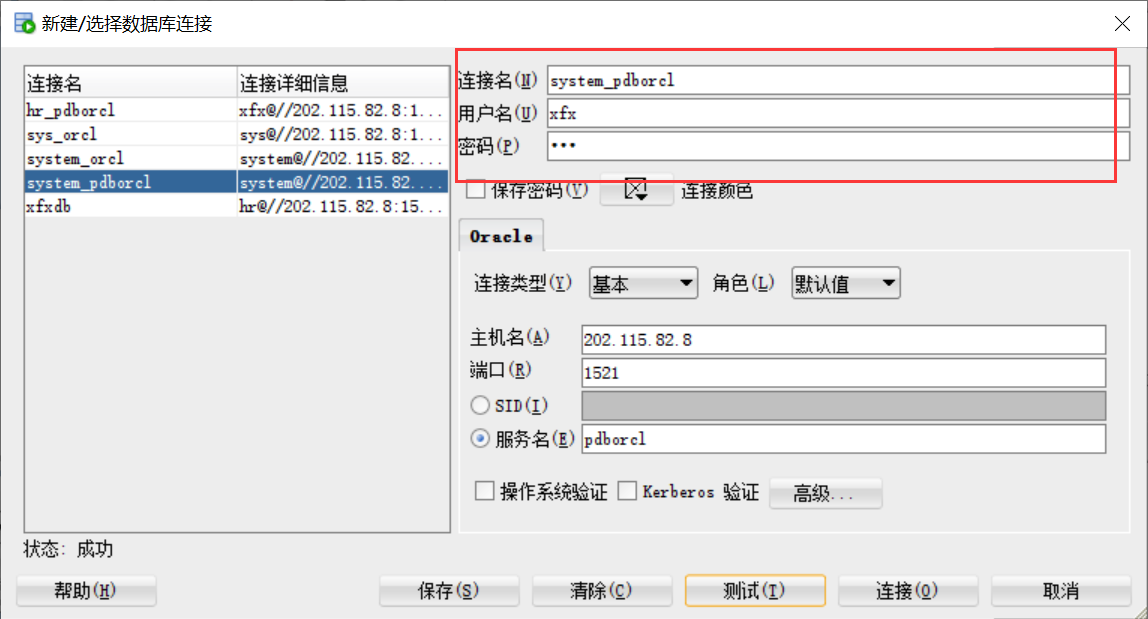 新建/选择数据库连接
连接名 连接详细信息
hr_pdborcl xfx@//202.115.82.8:1...
sys_orcl sys@//202.115.82.8:1...
system_orcl system@//202.115.82....
system_pdborcl system@//202.115.82....
xfxdb hr@//202.115.82.8:15...
连接名(N) system_pdborcl
用户名(U) xfx
密码(P) •••
保存密码(V) 连接颜色
Oracle
连接类型(Y) 基本 角色(L) 默认值
主机名(A) 202.115.82.8
端口(R) 1521
SID(I)
服务名(E) pdborcl
操作系统验证 Kerberos 验证 高级...
状态: 成功
帮助(H) 保存(S) 清除(C) 测试(T) 连接(O) 取消